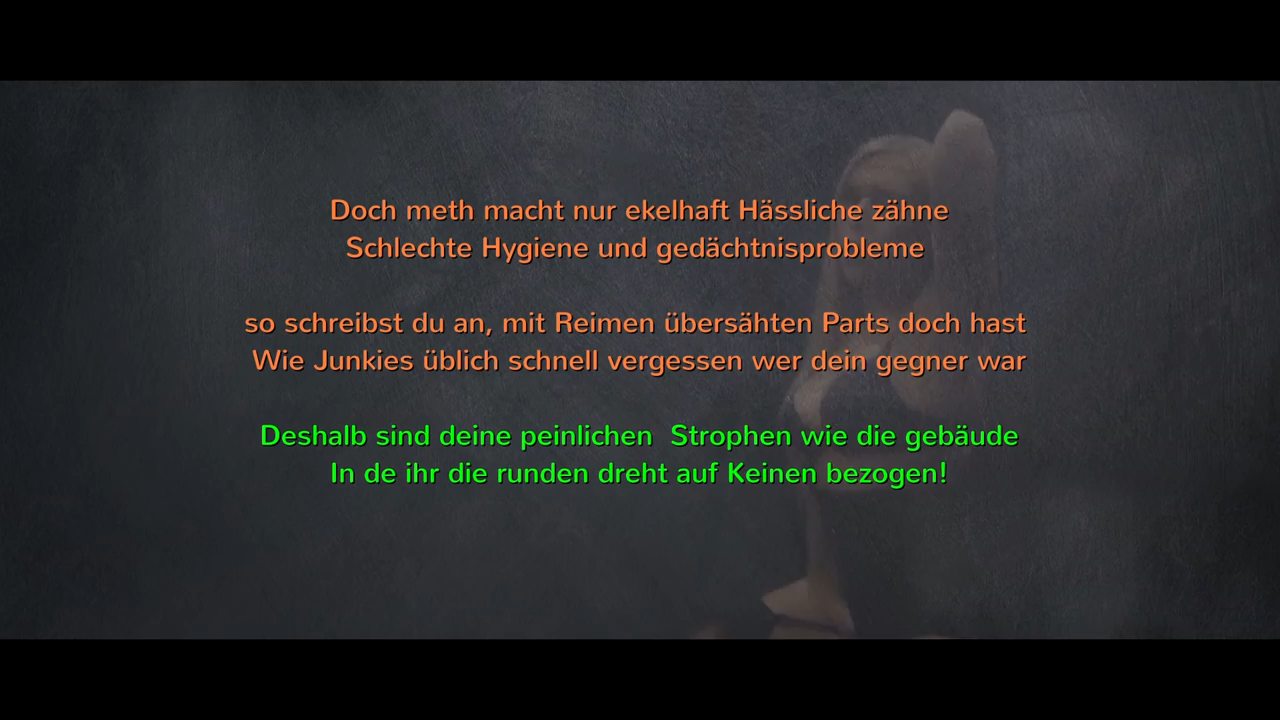 Doch meth macht nur ekelhaft Hässliche zähne
Schlechte Hygiene und gedächtnisprobleme
so schreibst du an, mit Reimen übersähten Parts doch hast
Wie Junkies üblich schnell vergessen wer dein gegner war
Deshalb sind deine peinlichen  Strophen wie die gebäude
In de ihr die runden dreht auf Keinen bezogen!